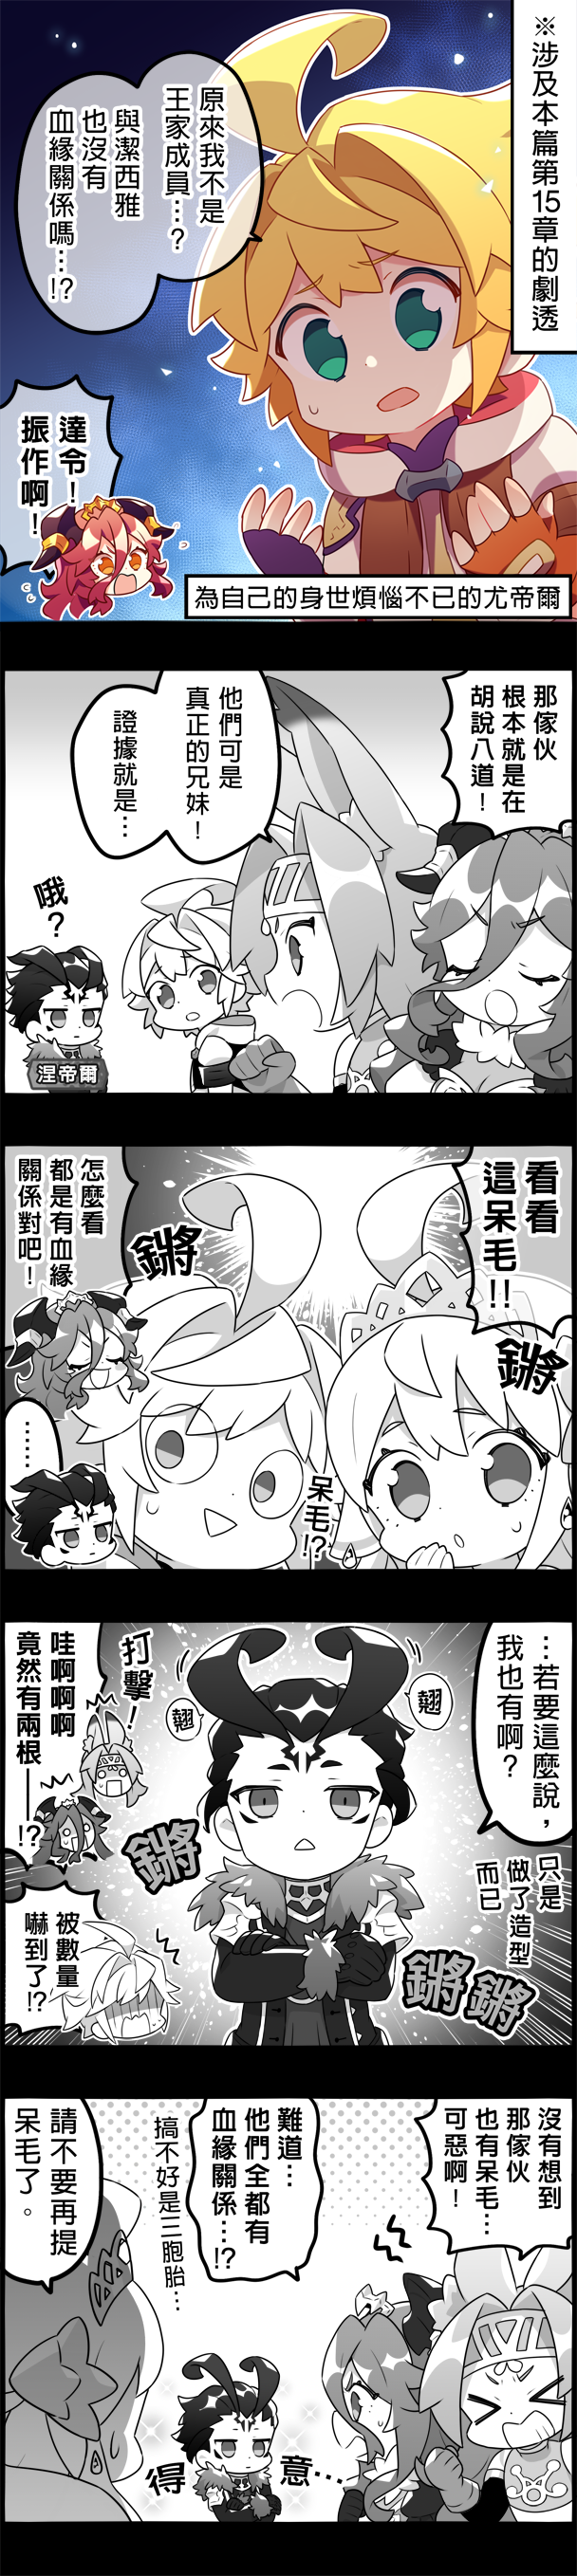 ※涉及本篇第15章的劇透
原來我不是
王家成員⋯?
與潔西雅
也沒有
血緣關係嗎⋯!?
達令！
振作啊！
為自己的身世煩惱不已的尤帝爾
那傢伙
根本就是在
胡說八道！
他們可是
真正的兄妹！
證據就是⋯
哦？
涅帝爾
看看
這呆毛!!
鏘
鏘
怎麼看
都是有血緣
關係對吧！
呆毛!?
⋯⋯
⋯若要這麼說，
我也有啊？
只是
做了造型
而已
翹
翹
鏘
鏘鏘
打擊！
哇啊啊啊
竟然有兩根——!?
被數量
嚇到了!?
沒有想到
那傢伙
也有呆毛⋯
可惡啊！
難道⋯
他們全都有
血緣關係⋯!?
搞不好是三胞胎⋯
請不要再提
呆毛了。
得意⋯